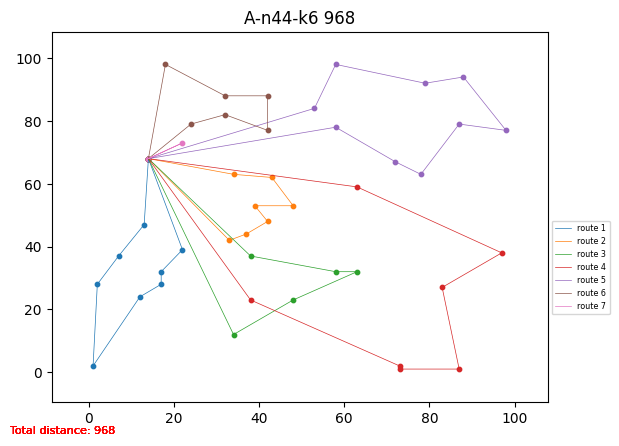 A-n44-k6 968
100
80
60
40
20
0
0 20 40 60 80 100
route 1
route 2
route 3
route 4
route 5
route 6
route 7
Total distance: 968